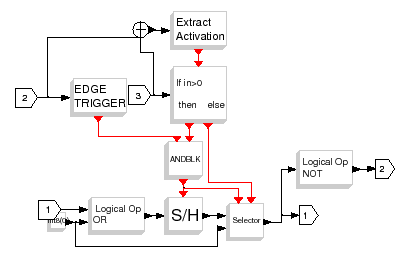 Extract
Activation
If in>0
then else
2
EDGE
TRIGGER
3
ANDBLK
Logical Op
NOT
2
1
Logical Op
OR
S/H
Selector
1